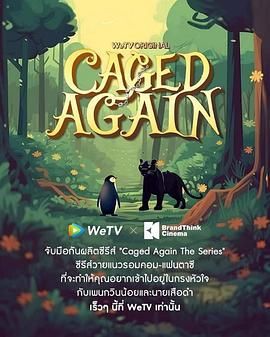 WeTV ORIGINAL
CAGED
AGAIN
WeTV × BrandThink
Cinema
จับมือกันผลิตซีรีส์ "Caged Again The Series"
ซีรีส์วายแนวรอมคอม-แฟนตาซี
ที่จะทำให้คุณอยากเข้าไปอยู่ในกรงหัวใจ
กับเพนกวินน้อยและนายเสือดำ
เร็วๆ นี้ที่ WeTV เท่านั้น